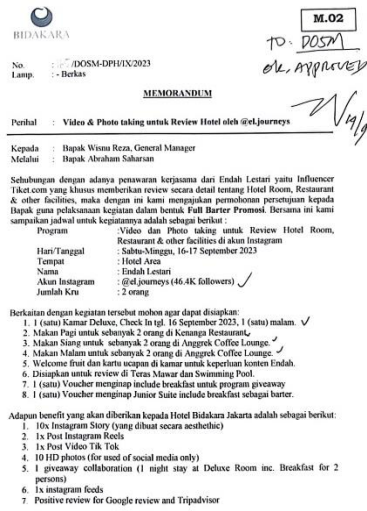 M.02
TO: DOSM
OK, APPROVED
19/9
BIDAKARA
No. : /DOSM-DPH/IX/2023
Lamp. : - Berkas
MEMORANDUM
Perihal : Video & Photo taking untuk Review Hotel oleh @el.journeys
Kepada : Bapak Wisnu Reza, General Manager
Melalui : Bapak Abraham Saharsan
Sehubungan dengan adanya penawaran kerjasama dari Endah Lestari yaitu Influencer
Tiket.com yang khusus memberikan review secara detail tentang Hotel Room, Restaurant
& other facilities, maka dengan ini kami mengajukan permohonan persetujuan kepada
Bapak guna pelaksanaan kegiatan dalam bentuk Full Barter Promosi. Bersama ini kami
sampaikan jadwal untuk kegiatannya adalah sebagai berikut :
Program :Video dan Photo taking untuk Review Hotel Room,
Restaurant & other facilities di akun Instagram
Hari/Tanggal : Sabtu-Minggu, 16-17 September 2023
Tempat : Hotel Area
Nama : Endah Lestari
Akun Instagram : @el.journeys (46.4K followers)
Jumlah Kru : 2 orang
Berkaitan dengan kegiatan tersebut mohon agar dapat disiapkan:
1. 1 (satu) Kamar Deluxe, Check In tgl. 16 September 2023, 1 (satu) malam.
2. Makan Pagi untuk sebanyak 2 orang di Kenanga Restaurant
3. Makan Siang untuk sebanyak 2 orang di Anggrek Coffee Lounge.
4. Makan Malam untuk sebanyak 2 orang di Anggrek Coffee Lounge.
5. Welcome fruit dan kartu ucapan di kamar untuk keperluan konten Endah.
6. Disiapkan untuk review di Teras Mawar dan Swimming Pool.
7. 1 (satu) Voucher menginap include breakfast untuk program giveaway
8. 1 (satu) Voucher menginap Junior Suite include breakfast sebagai barter.
Adapun benefit yang akan diberikan kepada Hotel Bidakara Jakarta adalah sebagai berikut:
1. 10x Instagram Story (yang dibuat secara aesthethic)
2. 1x Post Instagram Reels
3. 1x Post Video Tik Tok
4. 10 HD photos (for used of social media only)
5. 1 giveaway collaboration (1 night stay at Deluxe Room inc. Breakfast for 2
persons)
6. 1x instagram feeds
7. Positive review for Google review and Tripadvisor